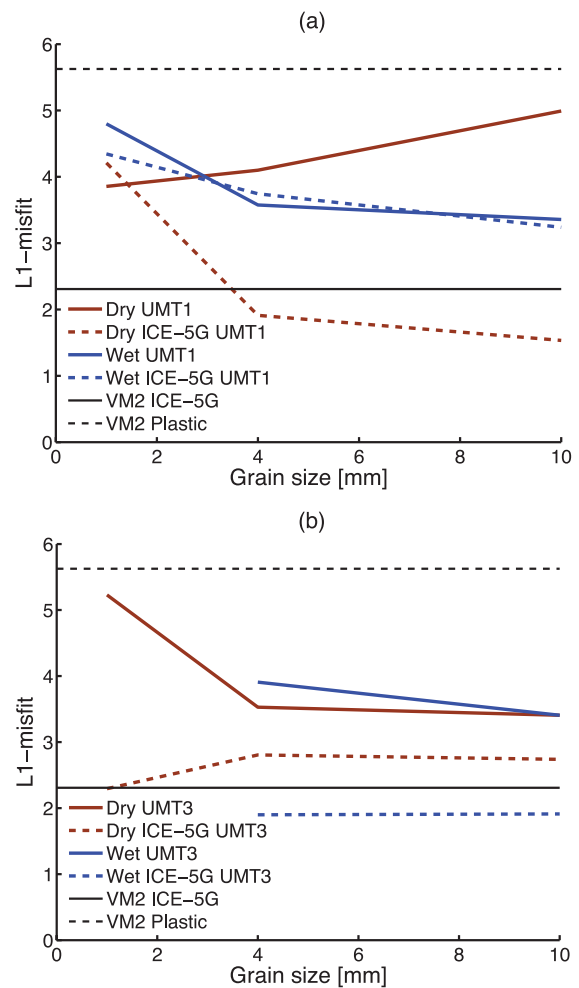 (a)
6
5
4
3
2
1
0
L1−misfit
Dry UMT1
Dry ICE−5G UMT1
Wet UMT1
Wet ICE−5G UMT1
VM2 ICE−5G
VM2 Plastic
0 2 4 6 8 10
Grain size [mm]
(b)
6
5
4
3
2
1
0
L1−misfit
Dry UMT3
Dry ICE−5G UMT3
Wet UMT3
Wet ICE−5G UMT3
VM2 ICE−5G
VM2 Plastic
0 2 4 6 8 10
Grain size [mm]